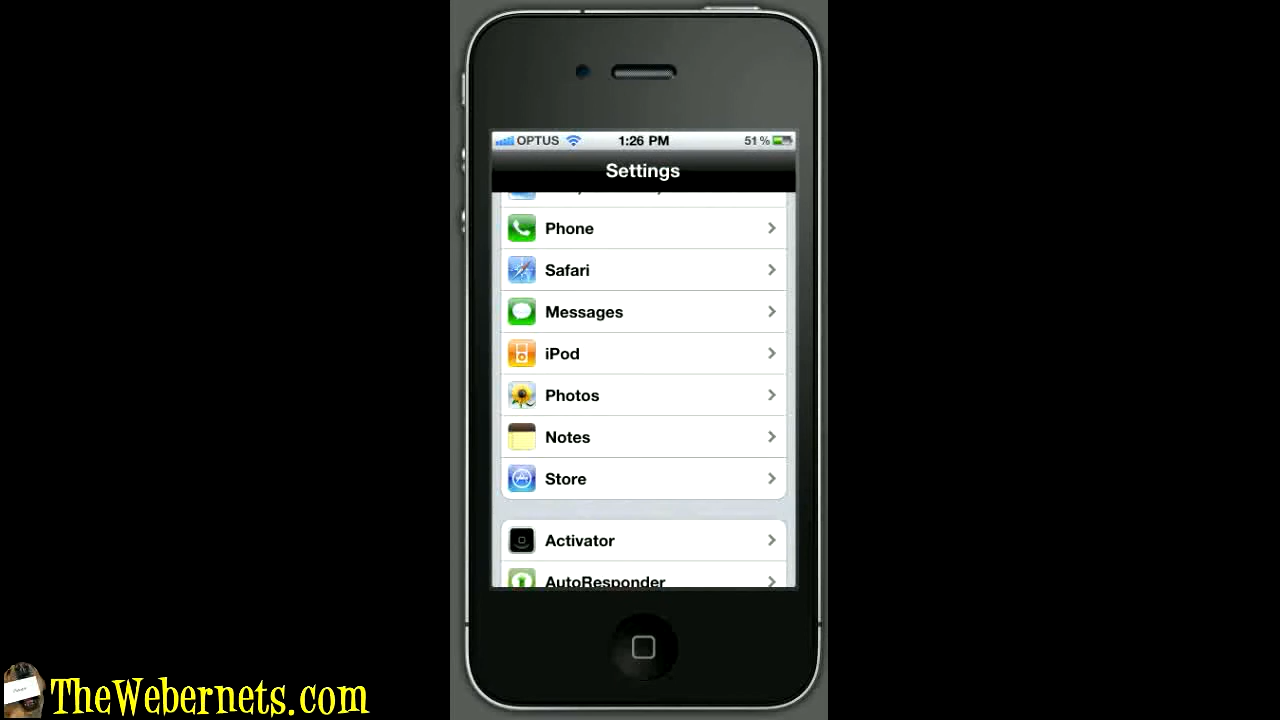 OPTUS 1:26 PM 51%
Settings
Phone
Safari
Messages
iPod
Photos
Notes
Store
Activator
AutoResponder
TheWebernets.com